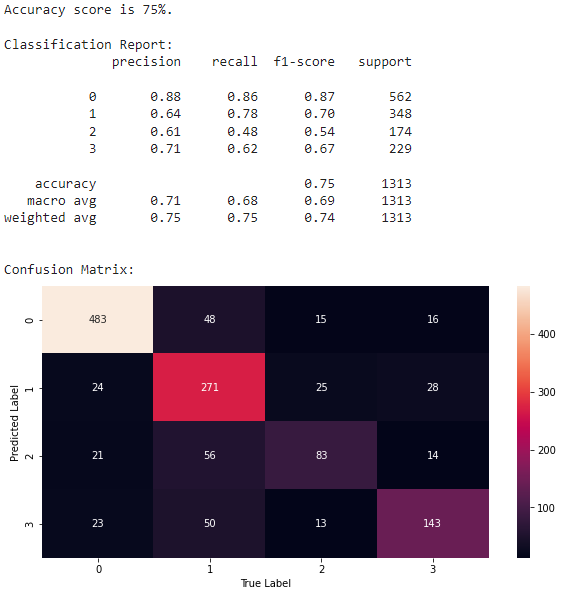 Accuracy score is 75%.
Classification Report:
precision recall f1-score support
0 0.88 0.86 0.87 562
1 0.64 0.78 0.70 348
2 0.61 0.48 0.54 174
3 0.71 0.62 0.67 229
accuracy 0.75 1313
macro avg 0.71 0.68 0.69 1313
weighted avg 0.75 0.75 0.74 1313
Confusion Matrix:
0 483 48 15 16
1 24 271 25 28
2 21 56 83 14
3 23 50 13 143
0 1 2 3
Predicted Label
True Label
400
300
200
100